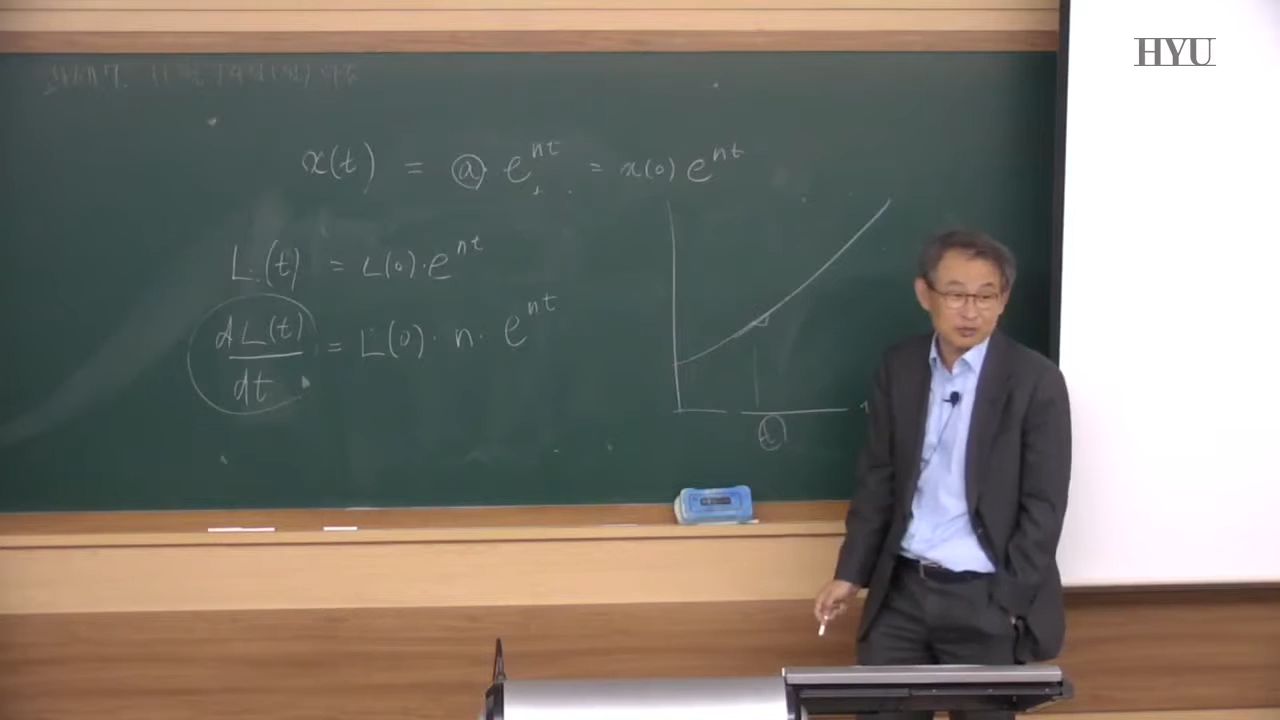 HYU
x(t) = a · e^{nt} = x(0) e^{nt}
L(t) = L(0) · e^{nt}
dL(t)/dt = L(0) · n · e^{nt}
t